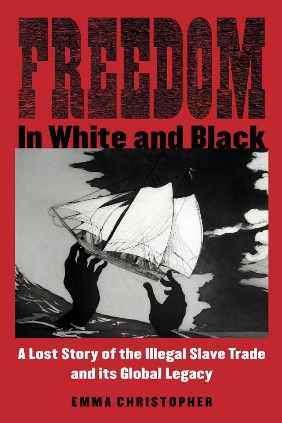 FREEDOM
In White and Black
A Lost Story of the Illegal Slave Trade
and its Global Legacy
EMMA CHRISTOPHER